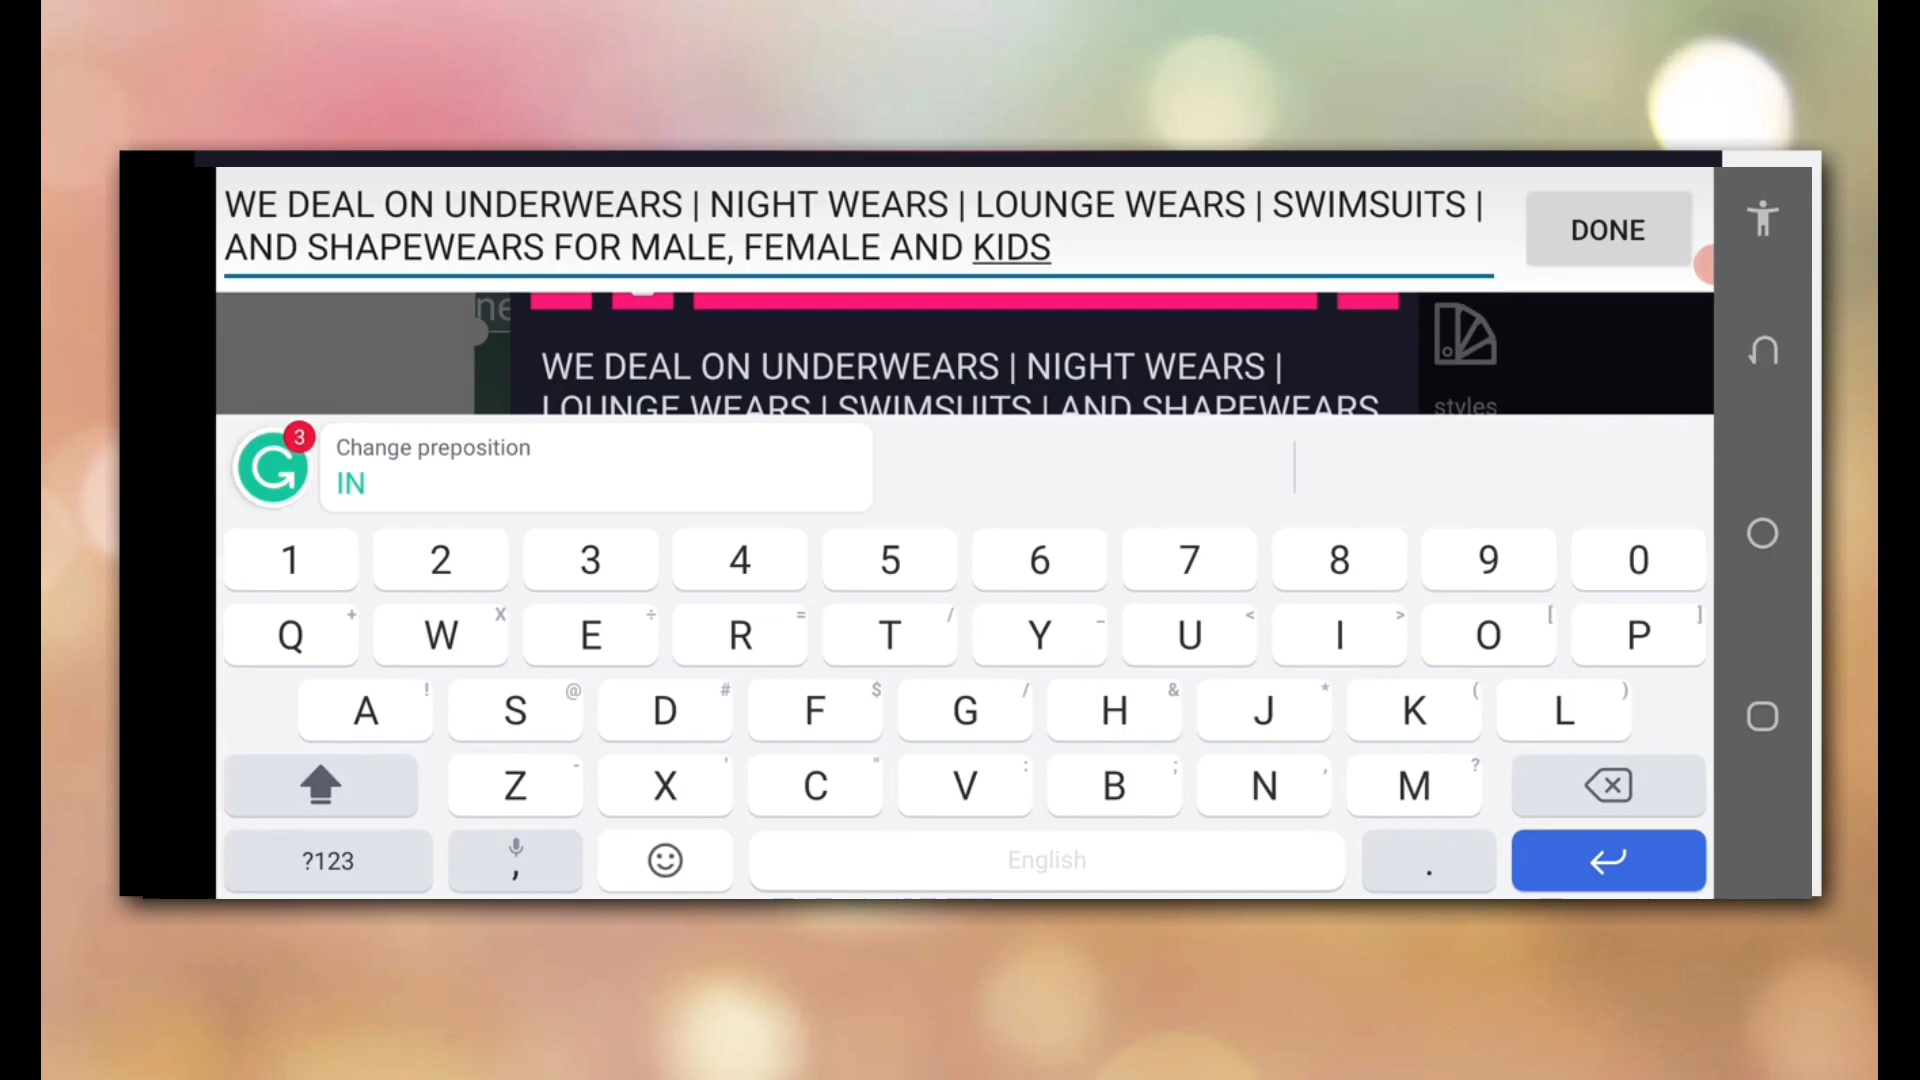 WE DEAL ON UNDERWEARS | NIGHT WEARS | LOUNGE WEARS | SWIMSUITS |
AND SHAPEWEARS FOR MALE, FEMALE AND KIDS
DONE
ne
WE DEAL ON UNDERWEARS | NIGHT WEARS |
LOUNGE WEARS | SWIMSUITS | AND SHAPEWEARS
styles
3
Change preposition
IN
1 2 3 4 5 6 7 8 9 0
Q + W X E ÷ R = T / Y _ U < I > O [ P ]
A ! S @ D # F $ G / H & J * K ( L )
Z - X ' C " V : B ; N , M ?
?123 , English .